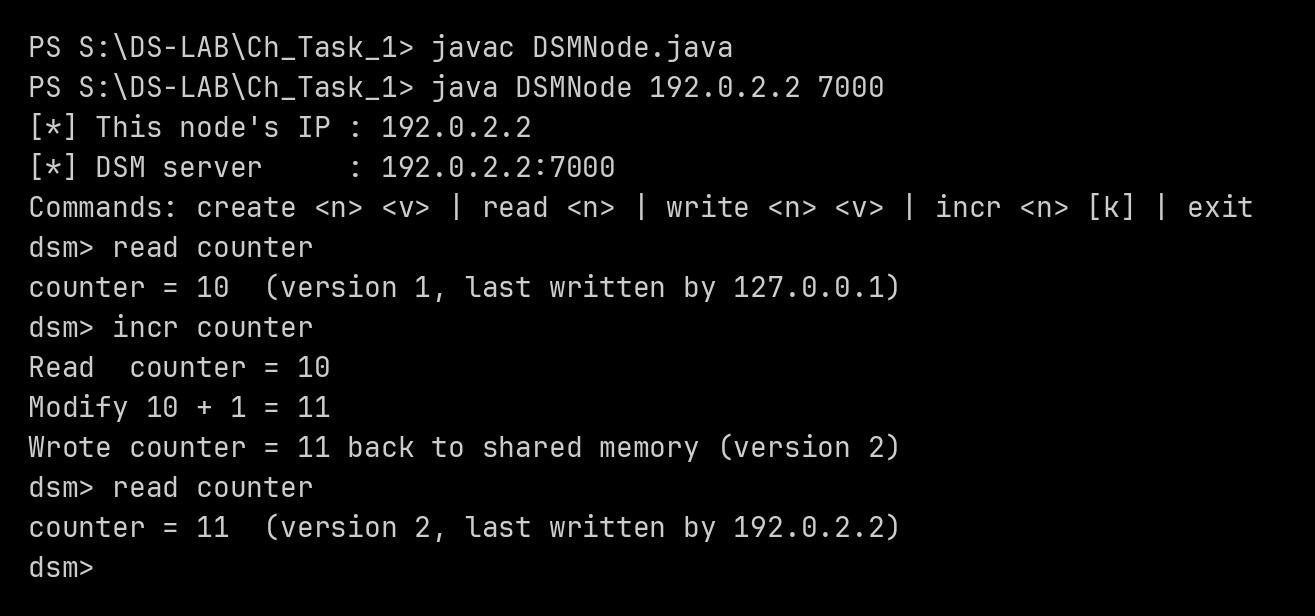 PS S:\DS-LAB\Ch_Task_1> javac DSMNode.java
PS S:\DS-LAB\Ch_Task_1> java DSMNode 192.0.2.2 7000
[*] This node's IP : 192.0.2.2
[*] DSM server     : 192.0.2.2:7000
Commands: create <n> <v> | read <n> | write <n> <v> | incr <n> [k] | exit
dsm> read counter
counter = 10  (version 1, last written by 127.0.0.1)
dsm> incr counter
Read  counter = 10
Modify 10 + 1 = 11
Wrote counter = 11 back to shared memory (version 2)
dsm> read counter
counter = 11  (version 2, last written by 192.0.2.2)
dsm>